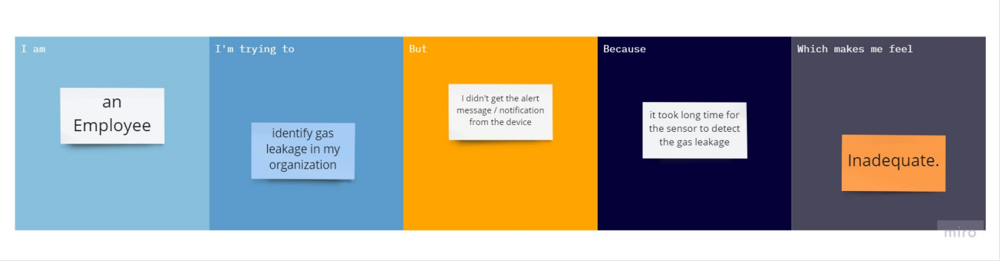 I am
I'm trying to
But
Because
Which makes me feel
an
Employee
identify gas
leakage in my
organization
I didn't get the alert
message / notification
from the device
it took long time for
the sensor to detect
the gas leakage
Inadequate.
miro